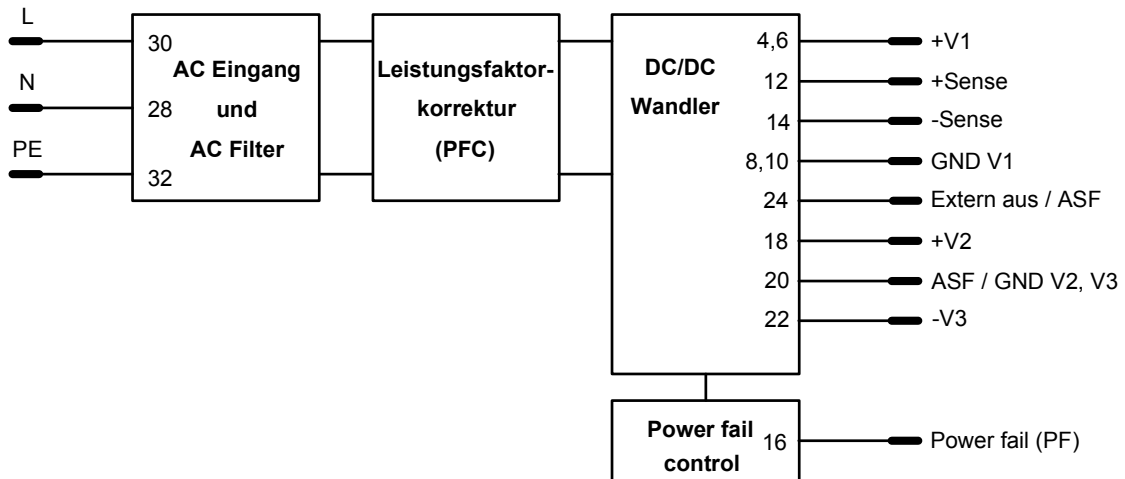 L
N
PE
30
28
32
AC Eingang
und
AC Filter
Leistungsfaktor-
korrektur
(PFC)
DC/DC
Wandler
4,6
12
14
8,10
24
18
20
22
+V1
+Sense
-Sense
GND V1
Extern aus / ASF
+V2
ASF / GND V2, V3
-V3
Power fail
control
16
Power fail (PF)